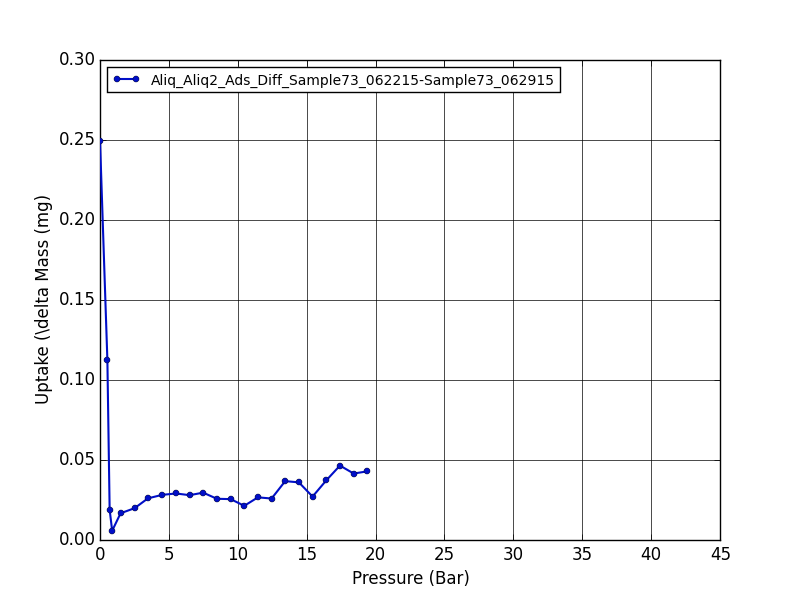 Aliq_Aliq2_Ads_Diff_Sample73_062215-Sample73_062915
0.30
0.25
0.20
0.15
0.10
0.05
0.00
Uptake (\delta Mass (mg)
0 5 10 15 20 25 30 35 40 45
Pressure (Bar)